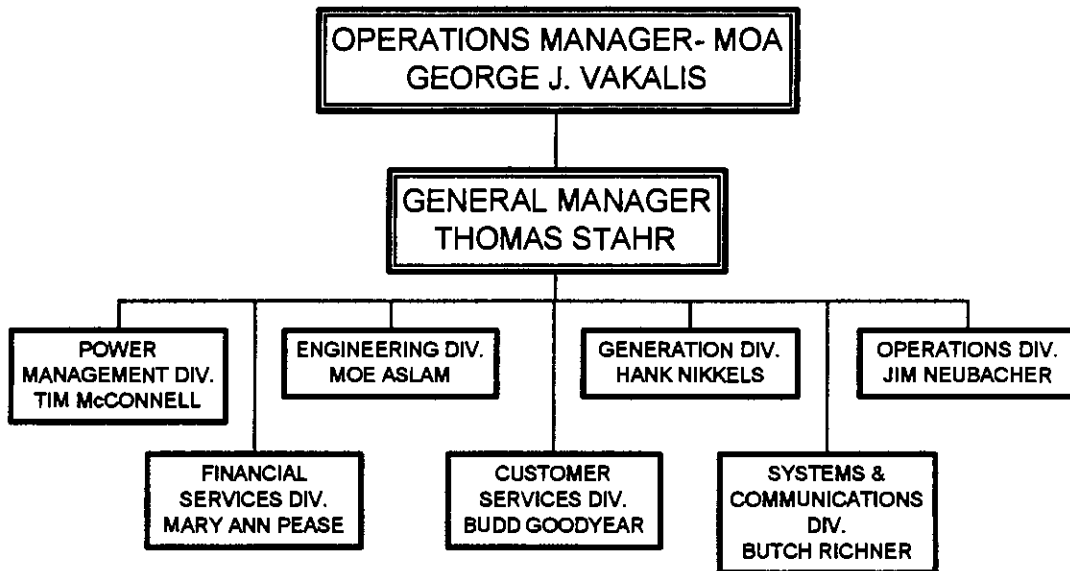 OPERATIONS MANAGER- MOA
GEORGE J. VAKALIS
GENERAL MANAGER
THOMAS STAHR
POWER
MANAGEMENT DIV.
TIM McCONNELL
ENGINEERING DIV.
MOE ASLAM
GENERATION DIV.
HANK NIKKELS
OPERATIONS DIV.
JIM NEUBACHER
FINANCIAL
SERVICES DIV.
MARY ANN PEASE
CUSTOMER
SERVICES DIV.
BUDD GOODYEAR
SYSTEMS &
COMMUNICATIONS
DIV.
BUTCH RICHNER